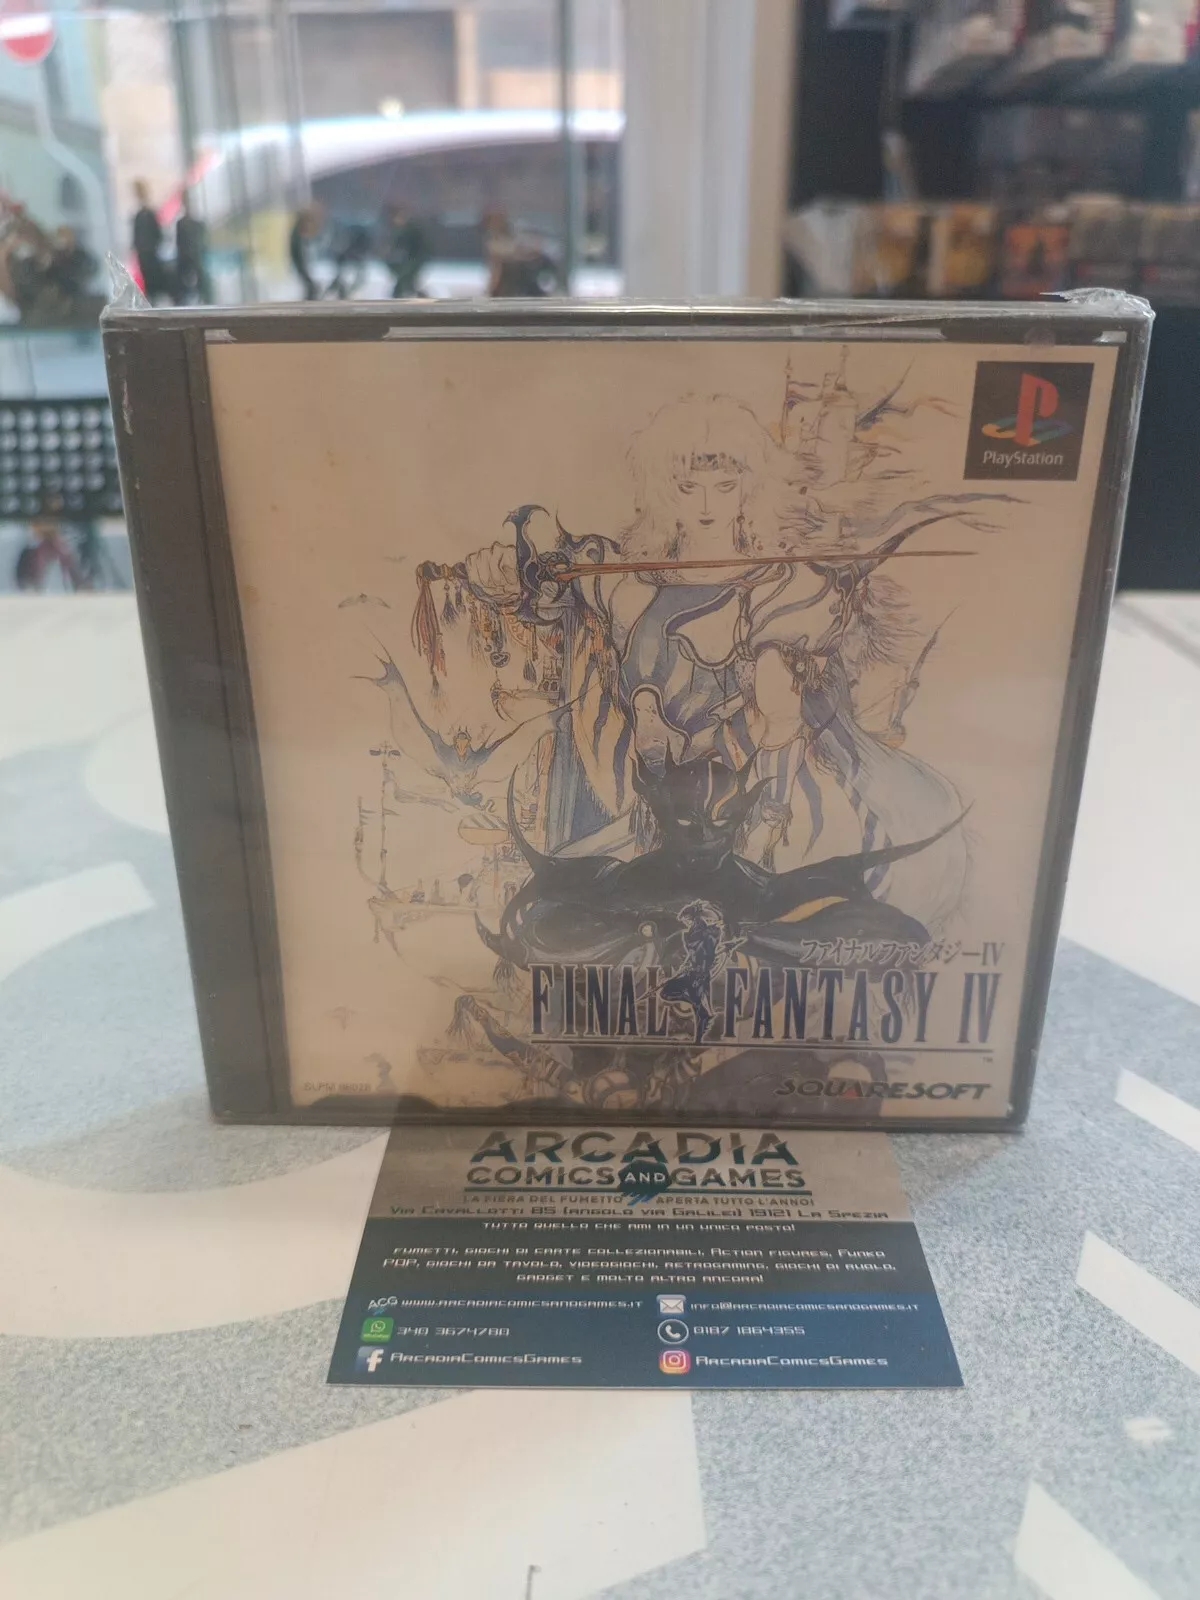 PlayStation
ファイナルファンタジーIV
FINAL FANTASY IV
TM
SQUARESOFT
ARCADIA
COMICS AND GAMES
LA FIERA DEL FUMETTO APERTA TUTTO L'ANNO!
Via Cavallotti 85 (angolo via Galilei) 19121 La Spezia
tutto quello che ami in un unico posto!
fumetti, giochi di carte collezionabili, Action figures, Funko
POP, giochi da tavolo, videogiochi, retrogaming, giochi di ruolo,
gadget e molto altro ancora!
ACG www.arcadiacomicsandgames.it info@arcadiacomicsandgames.it
340 3674780 0187 1864355
ArcadiaComicsGames ArcadiaComicsGames